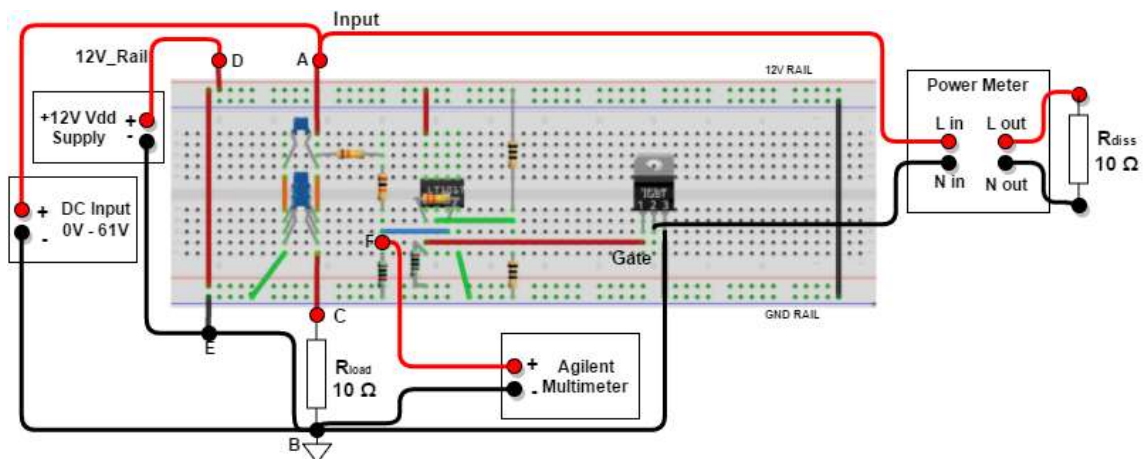 Input
12V_Rail
D
A
12V RAIL
+12V Vdd
Supply
+
-
Power Meter
L in
L out
N in
N out
Rdiss
10 Ω
+
-
DC Input
0V - 61V
IGBT
1 2 3
F
Gate
GND RAIL
C
E
Rload
10 Ω
+
-
Agilent
Multimeter
B